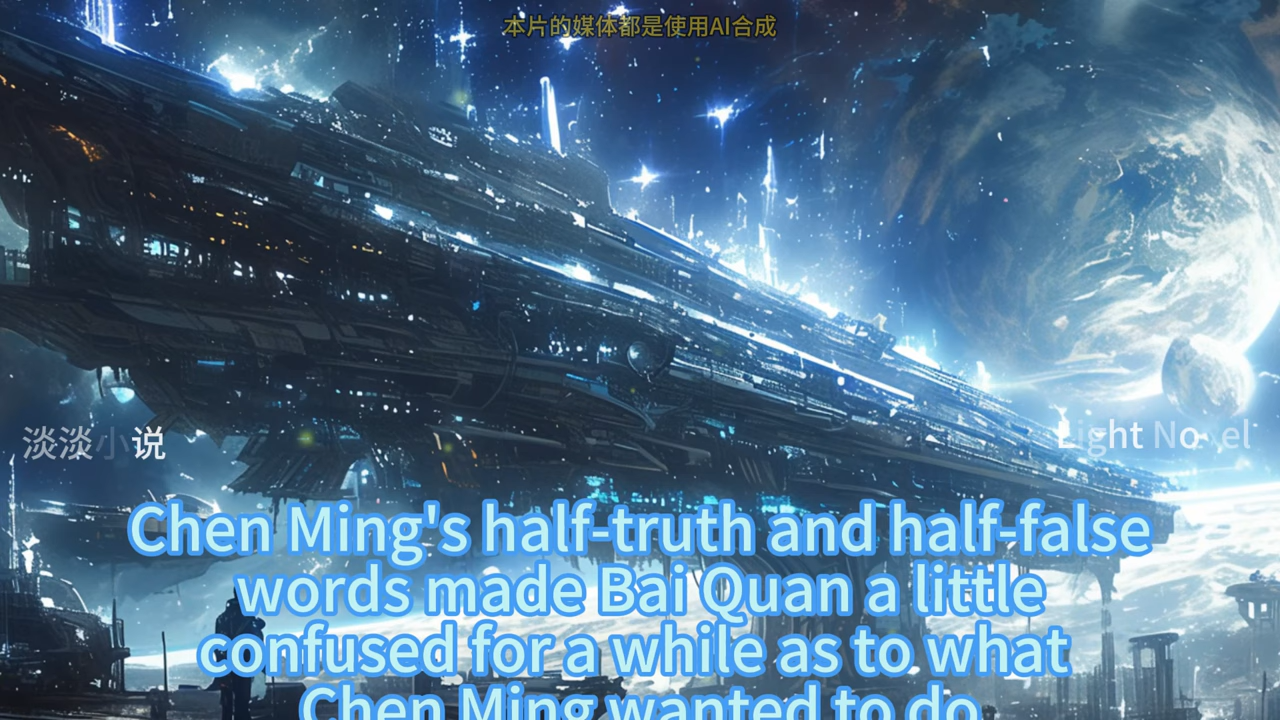 本片的媒体都是使用AI合成
淡淡小说
Light Novel
Chen Ming's half-truth and half-false
words made Bai Quan a little
confused for a while as to what
Chen Ming wanted to do